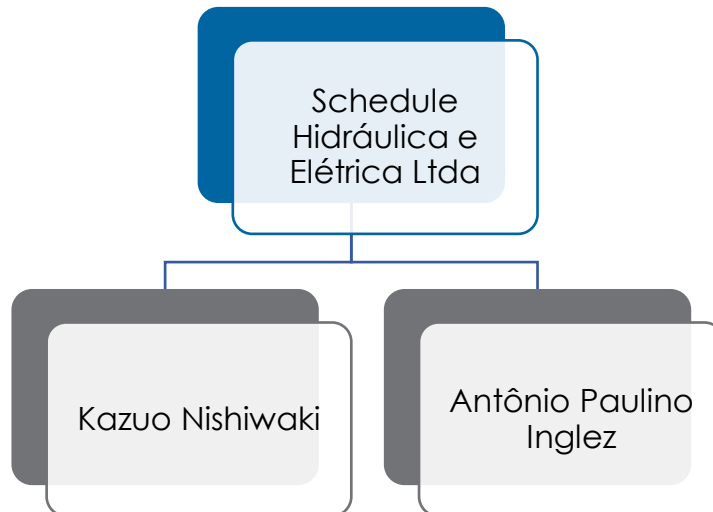 Schedule
Hidráulica e
Elétrica Ltda
Kazuo Nishiwaki
Antônio Paulino
Inglez